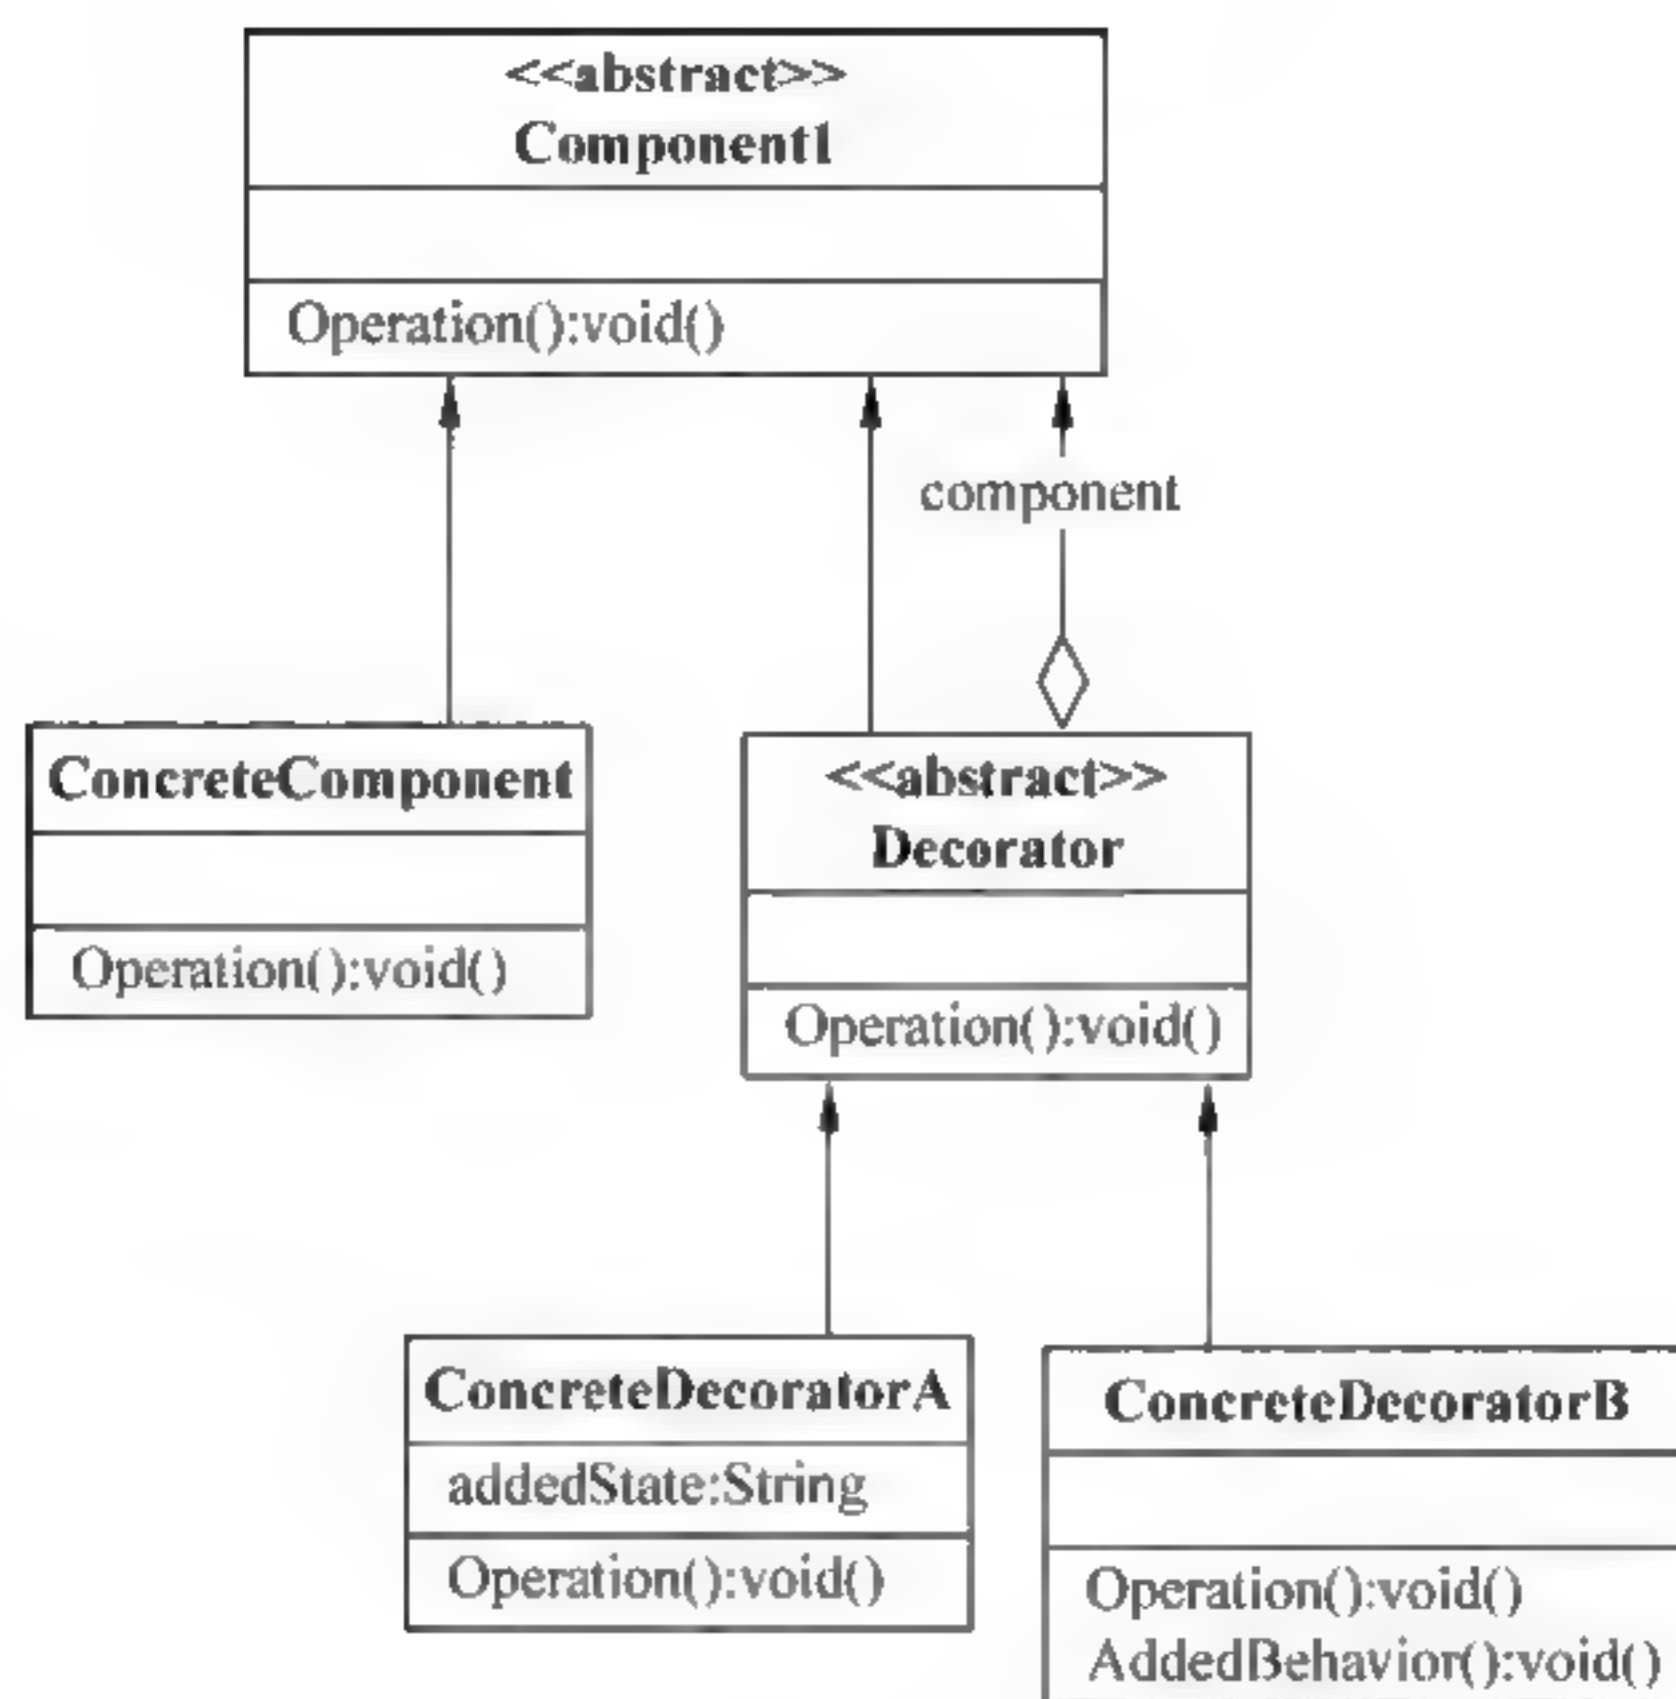 <<abstract>>
Component1
Operation():void()
component
ConcreteComponent
Operation():void()
<<abstract>>
Decorator
Operation():void()
ConcreteDecoratorA
addedState:String
Operation():void()
ConcreteDecoratorB
Operation():void()
AddedBehavior():void()